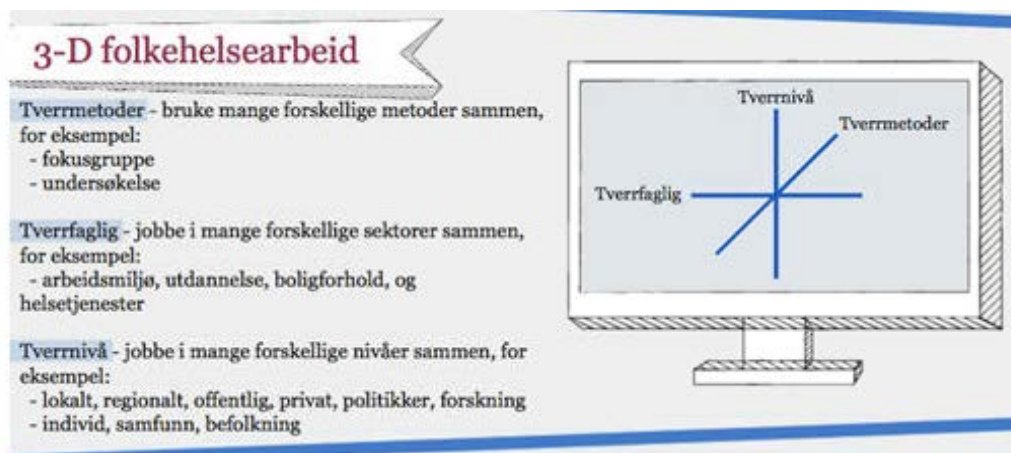 3-D folkehelsearbeid
Tverrmetoder - bruke mange forskellige metoder sammen,
for eksempel:
- fokusgruppe
- undersøkelse
Tverrfaglig - jobbe i mange forskellige sektorer sammen,
for eksempel:
- arbeidsmiljø, utdannelse, boligforhold, og
helsetjenester
Tverrnivå - jobbe i mange forskellige nivåer sammen, for
eksempel:
- lokalt, regionalt, offentlig, privat, politikker, forskning
- individ, samfunn, befolkning
Tverrnivå
Tverrmetoder
Tverrfaglig